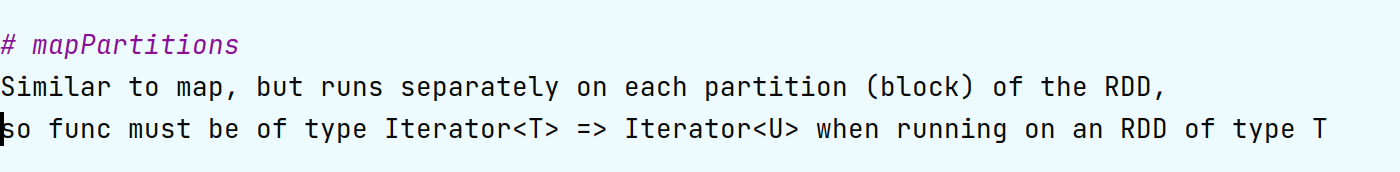 # mapPartitions
Similar to map, but runs separately on each partition (block) of the RDD,
so func must be of type Iterator<T> => Iterator<U> when running on an RDD of type T